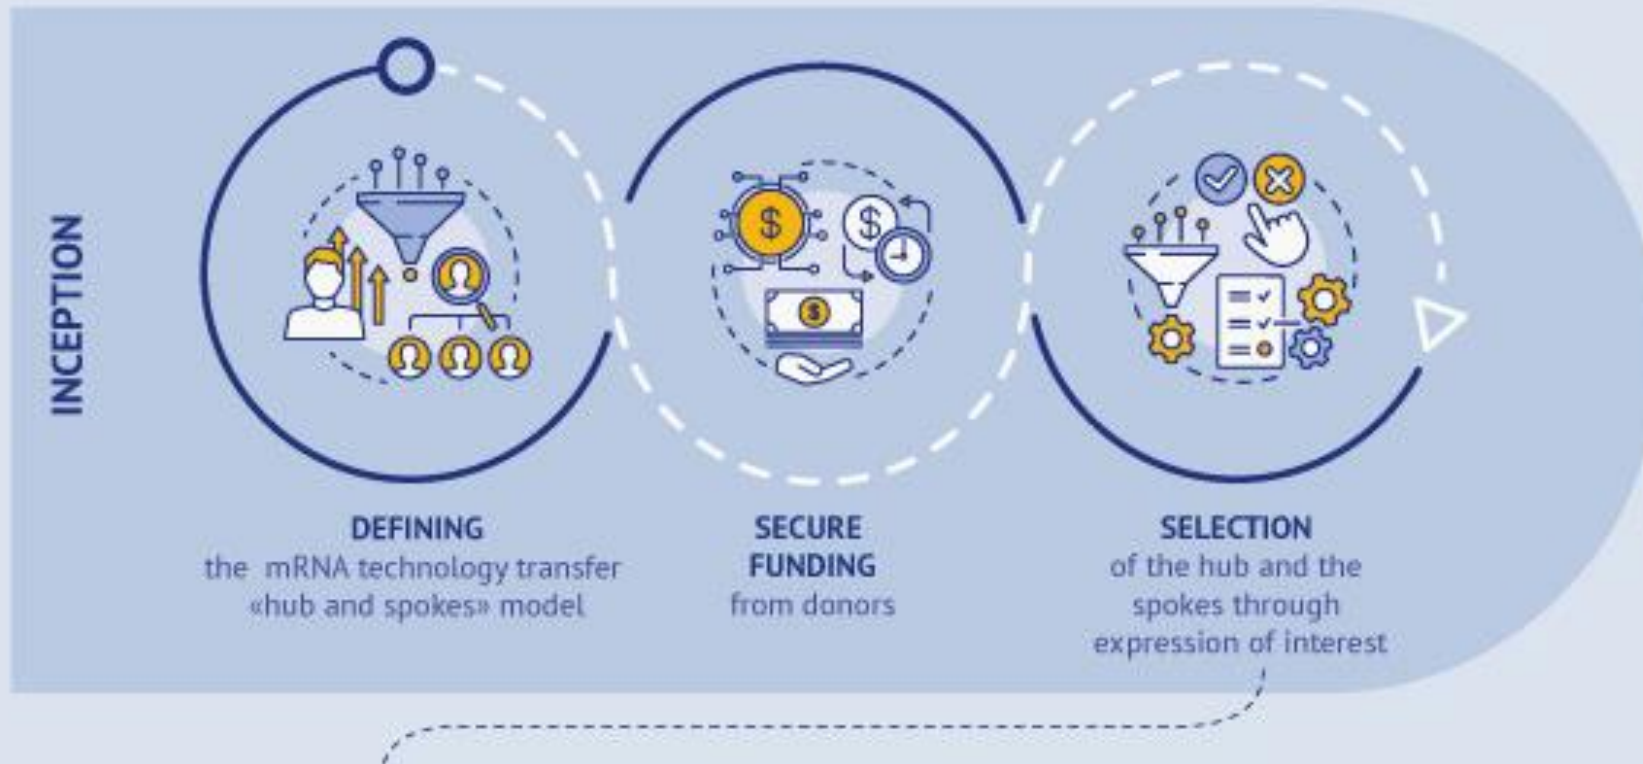 INCEPTION
DEFINING
the mRNA technology transfer
«hub and spokes» model
SECURE
FUNDING
from donors
SELECTION
of the hub and the
spokes through
expression of interest